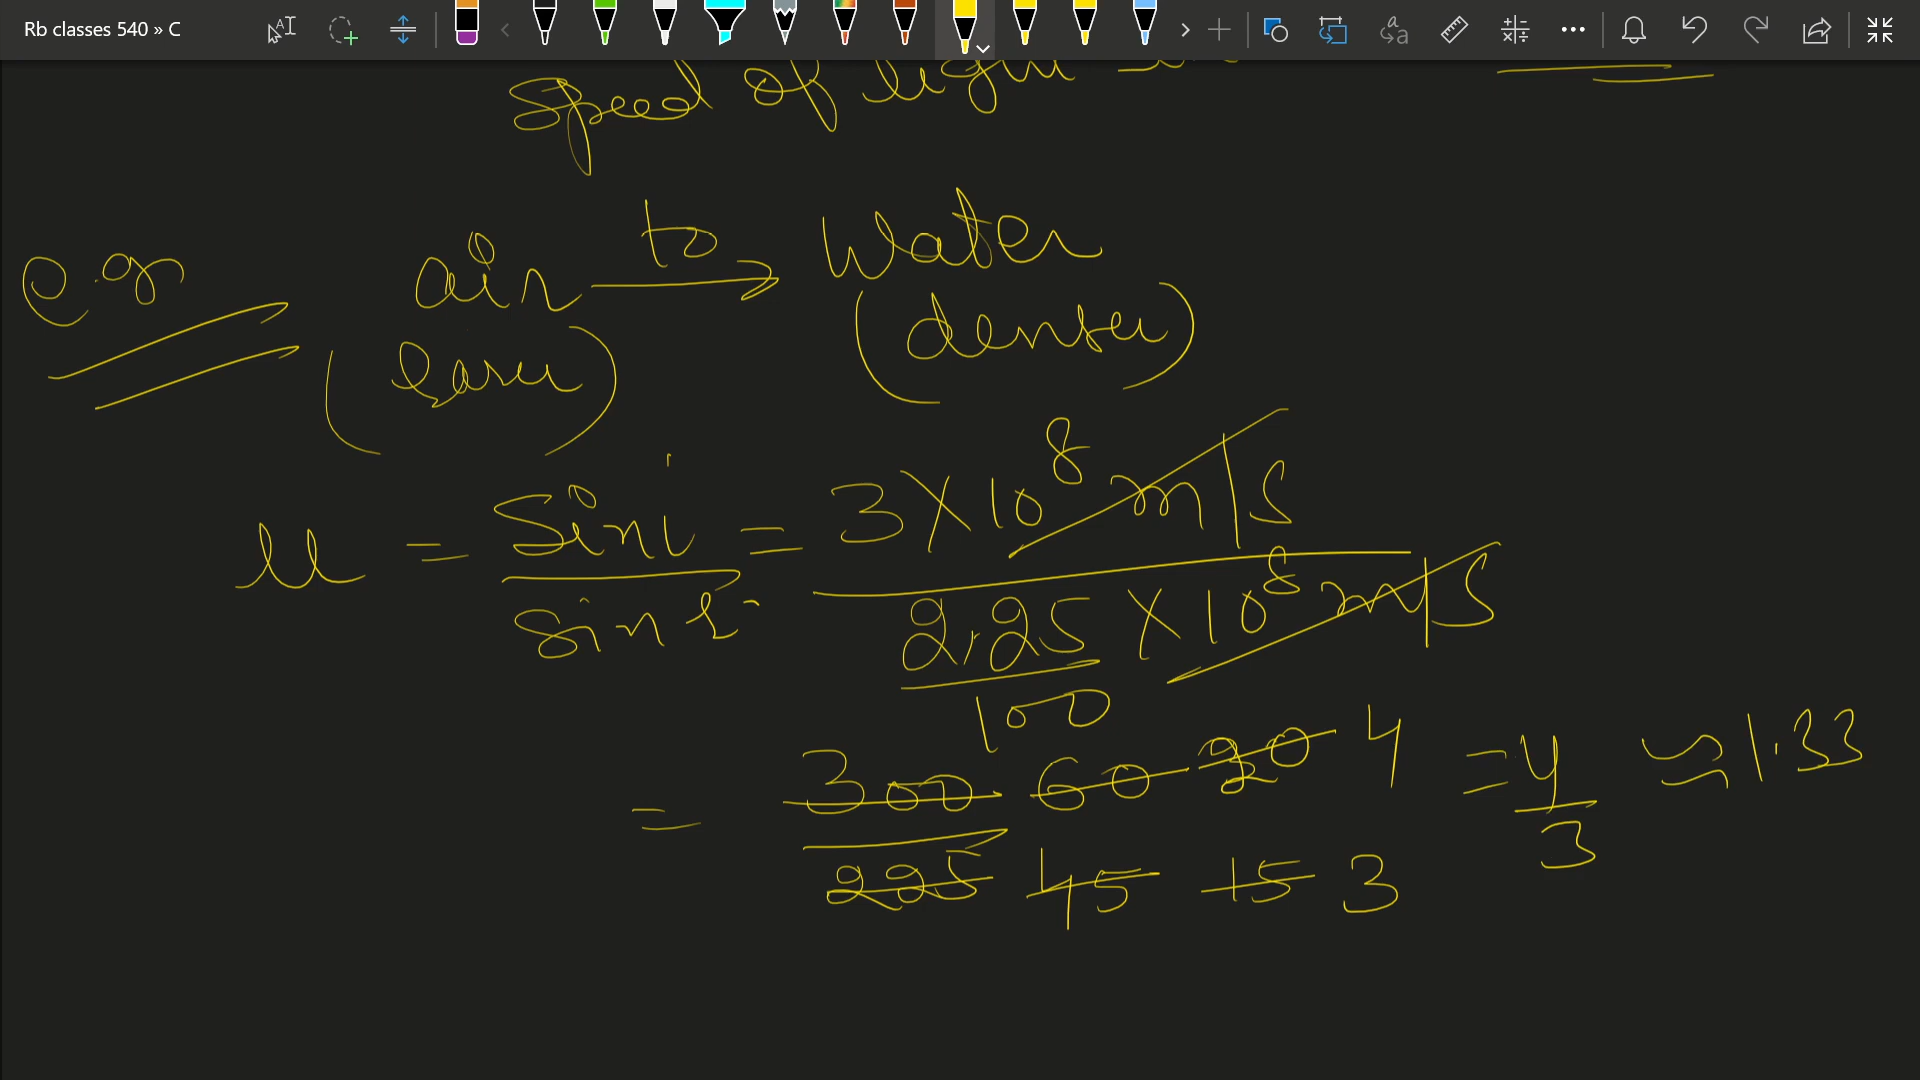 Rb classes 540 » C
Speed of light
e.g air to Water
(rarer) (denser)
μ = Sin i / Sin r = 3 × 10⁸ m/s / 2.25 × 10⁸ m/s
100
= 300 60 20 4 / 225 45 15 3 = 4/3 ≈ 1.33